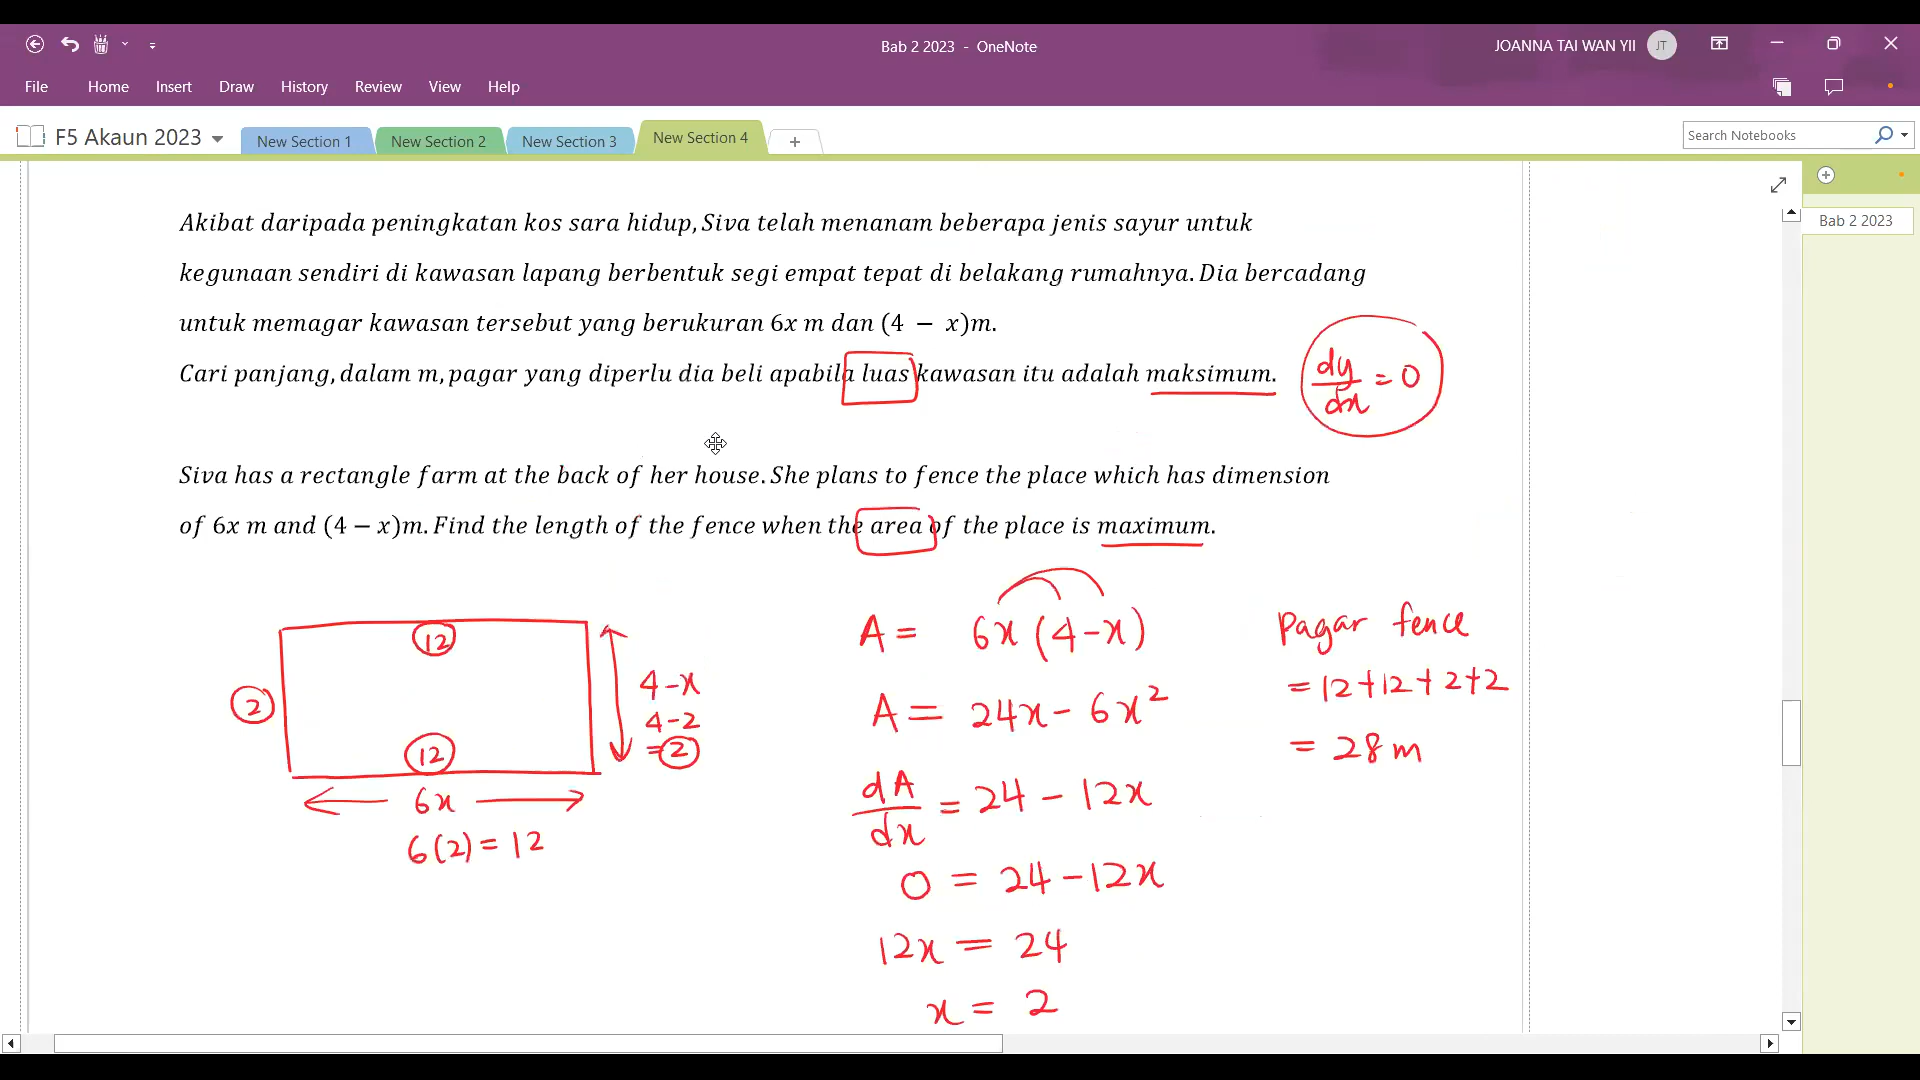 Bab 2 2023 - OneNote
JOANNA TAI WAN YII
JT
File Home Insert Draw History Review View Help
F5 Akaun 2023
New Section 1
New Section 2
New Section 3
New Section 4
Search Notebooks
Bab 2 2023
Akibat daripada peningkatan kos sara hidup, Siva telah menanam beberapa jenis sayur untuk
kegunaan sendiri di kawasan lapang berbentuk segi empat tepat di belakang rumahnya. Dia bercadang
untuk memagar kawasan tersebut yang berukuran 6x m dan (4 − x)m.
Cari panjang, dalam m, pagar yang diperlu dia beli apabila luas kawasan itu adalah maksimum.
dy/dx = 0
Siva has a rectangle farm at the back of her house. She plans to fence the place which has dimension
of 6x m and (4 − x)m. Find the length of the fence when the area of the place is maximum.
12
2
12
4-x
4-2
=2
6x
6(2) = 12
A = 6x(4-x)
A = 24x - 6x²
dA/dx = 24 - 12x
0 = 24 - 12x
12x = 24
x = 2
Pagar fence
= 12+12+2+2
= 28 m